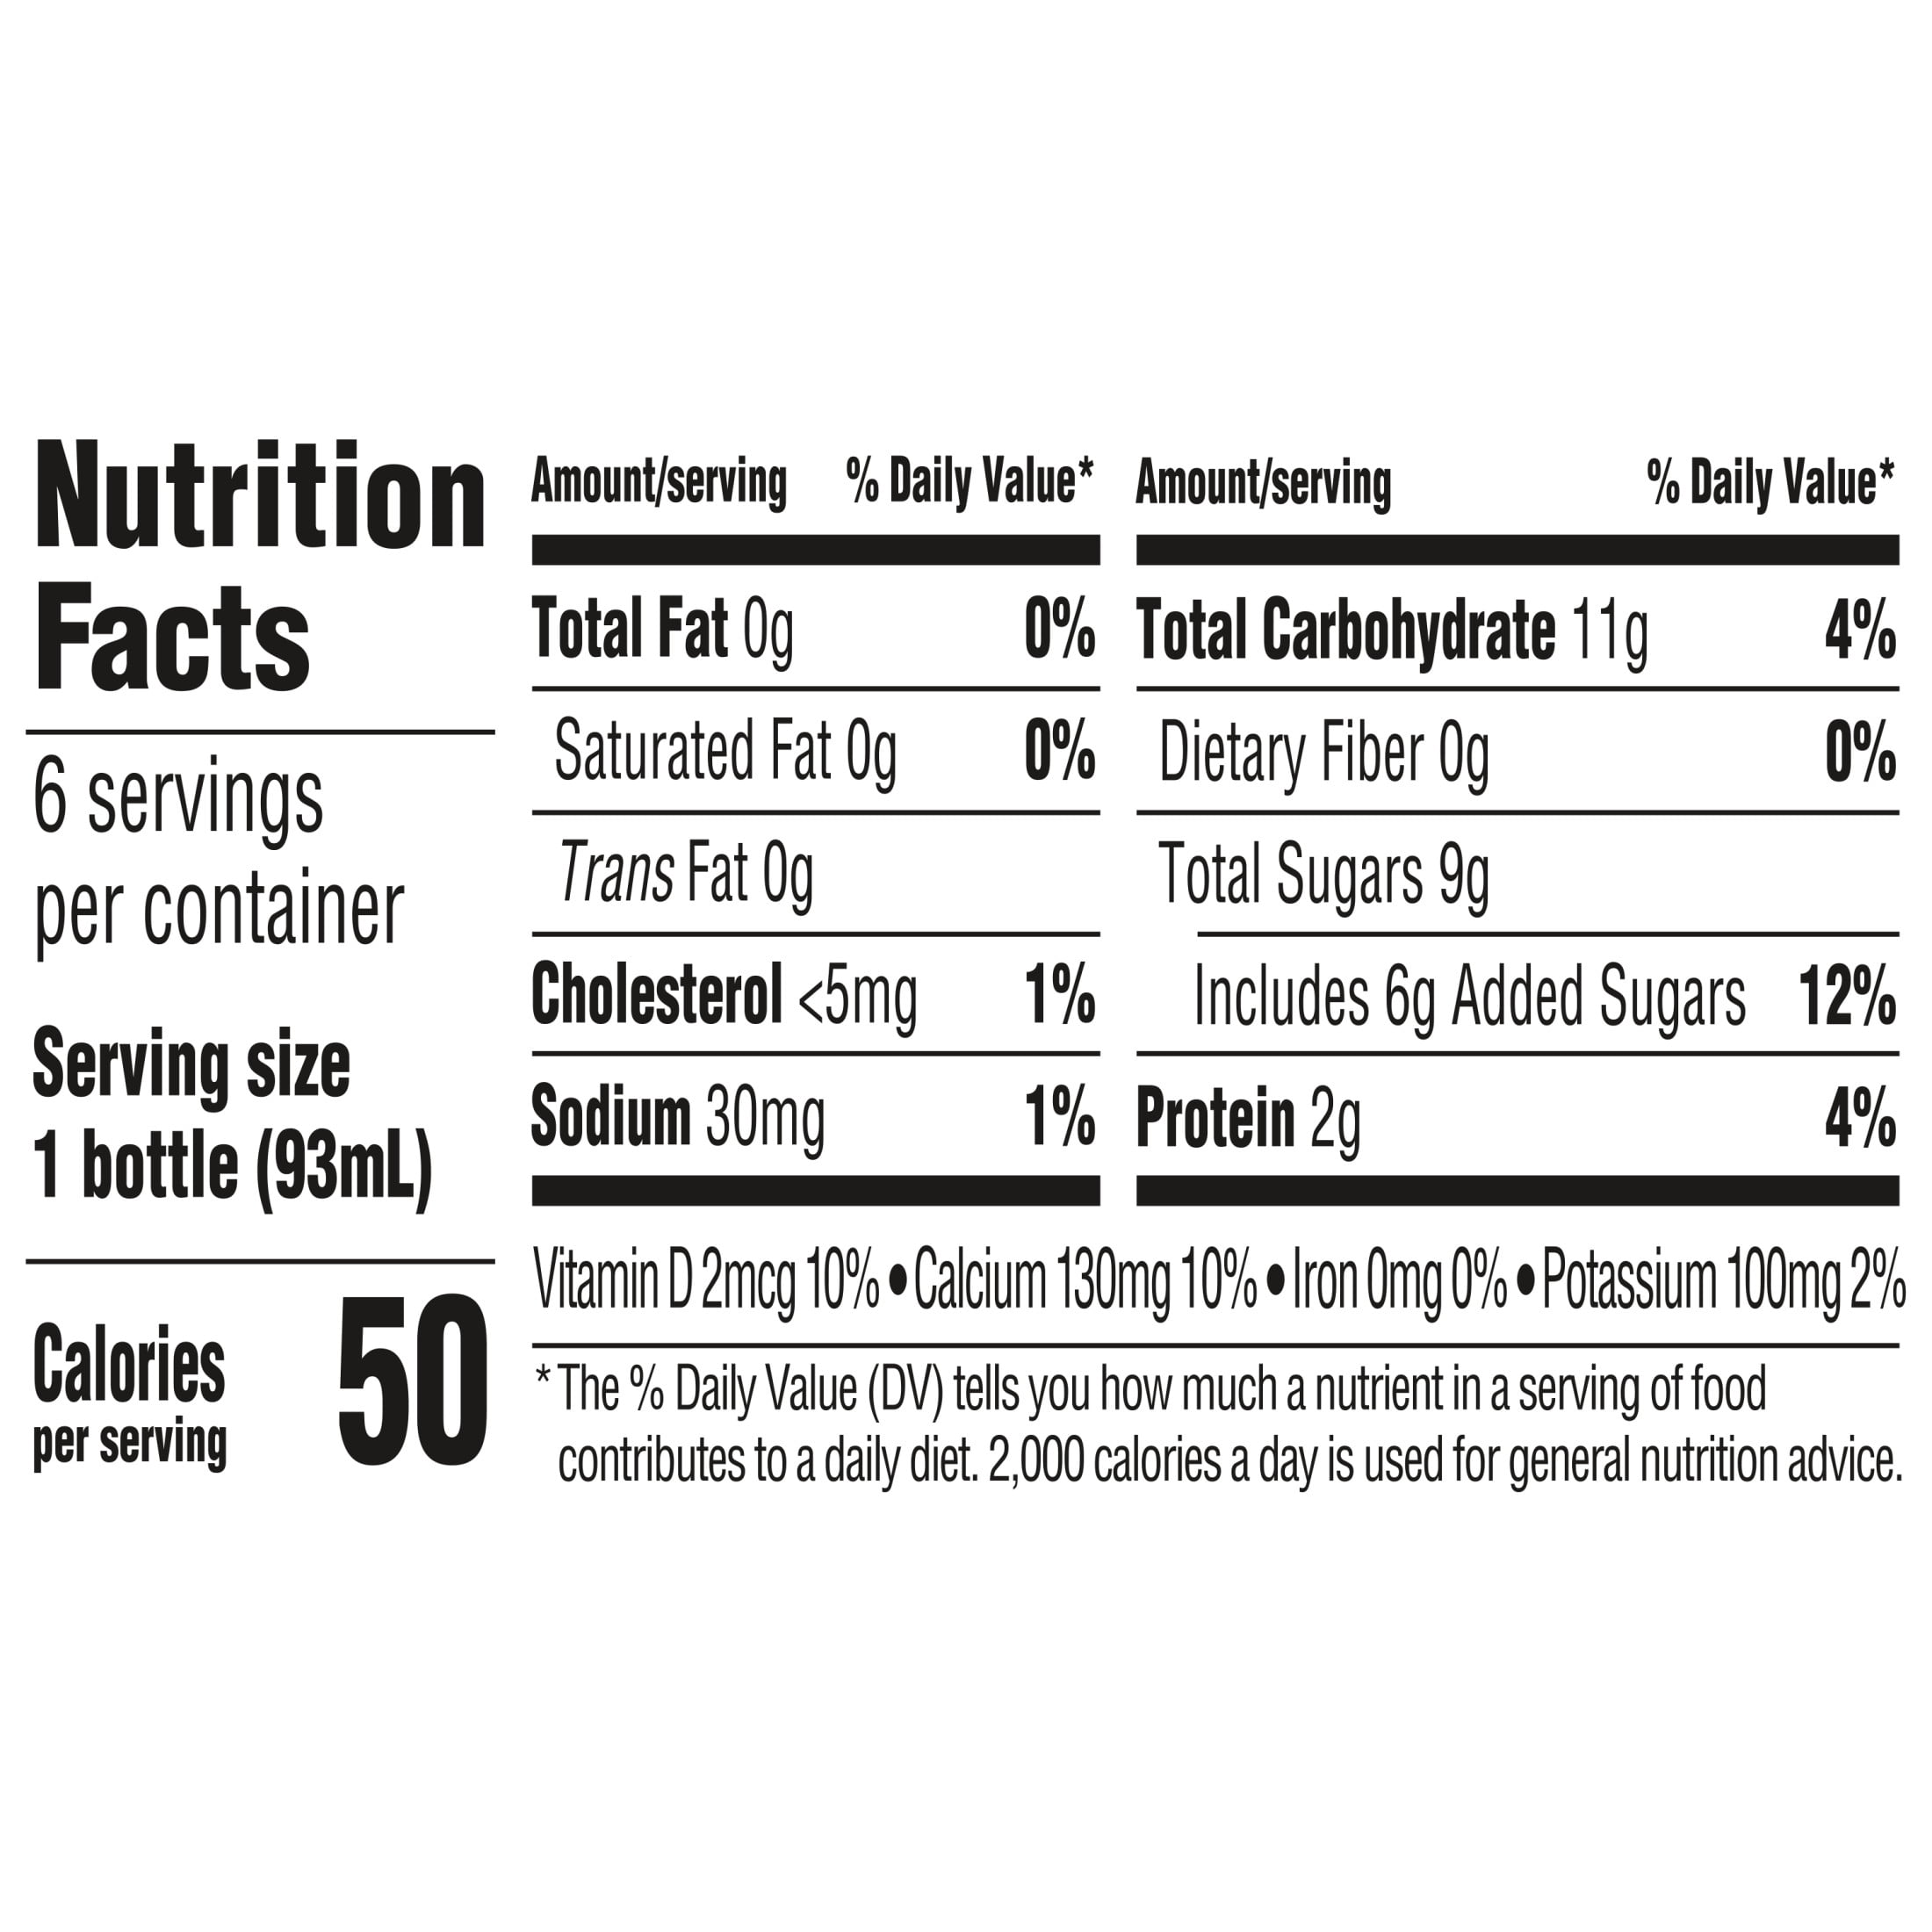 Nutrition
Facts
6 servings
per container
Serving size
1 bottle (93mL)
Calories
per serving
50
Amount/serving % Daily Value*
Total Fat 0g 0%
Saturated Fat 0g 0%
Trans Fat 0g
Cholesterol <5mg 1%
Sodium 30mg 1%
Amount/serving % Daily Value*
Total Carbohydrate 11g 4%
Dietary Fiber 0g 0%
Total Sugars 9g
Includes 6g Added Sugars 12%
Protein 2g 4%
Vitamin D 2mcg 10% • Calcium 130mg 10% • Iron 0mg 0% • Potassium 100mg 2%
* The % Daily Value (DV) tells you how much a nutrient in a serving of food
contributes to a daily diet. 2,000 calories a day is used for general nutrition advice.